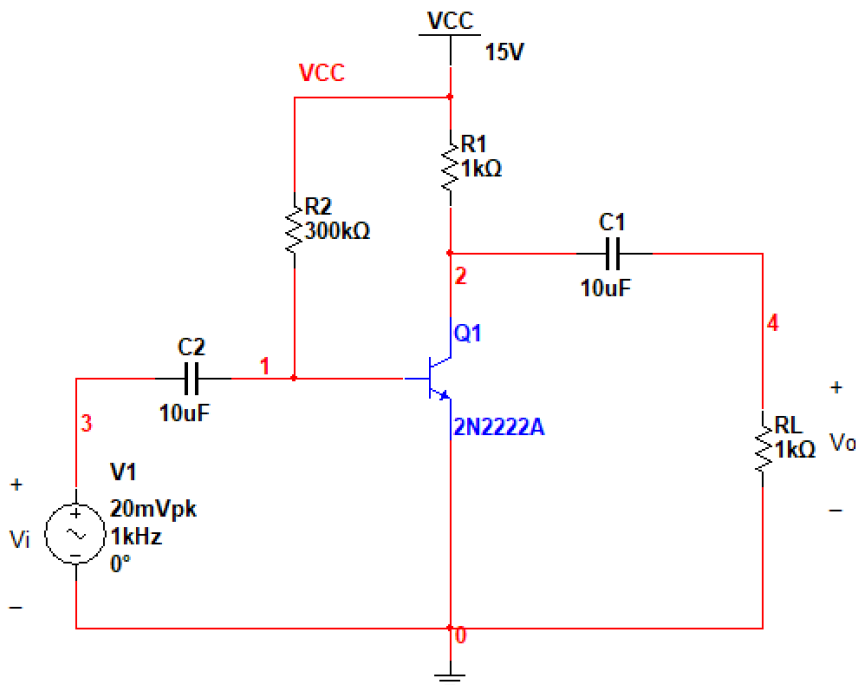 VCC
15V
VCC
R1
1kΩ
R2
300kΩ
C1
10uF
2
4
Q1
C2
1
10uF
3
2N2222A
+
RL
1kΩ
Vo
–
V1
+
20mVpk
1kHz
0°
Vi
–
0